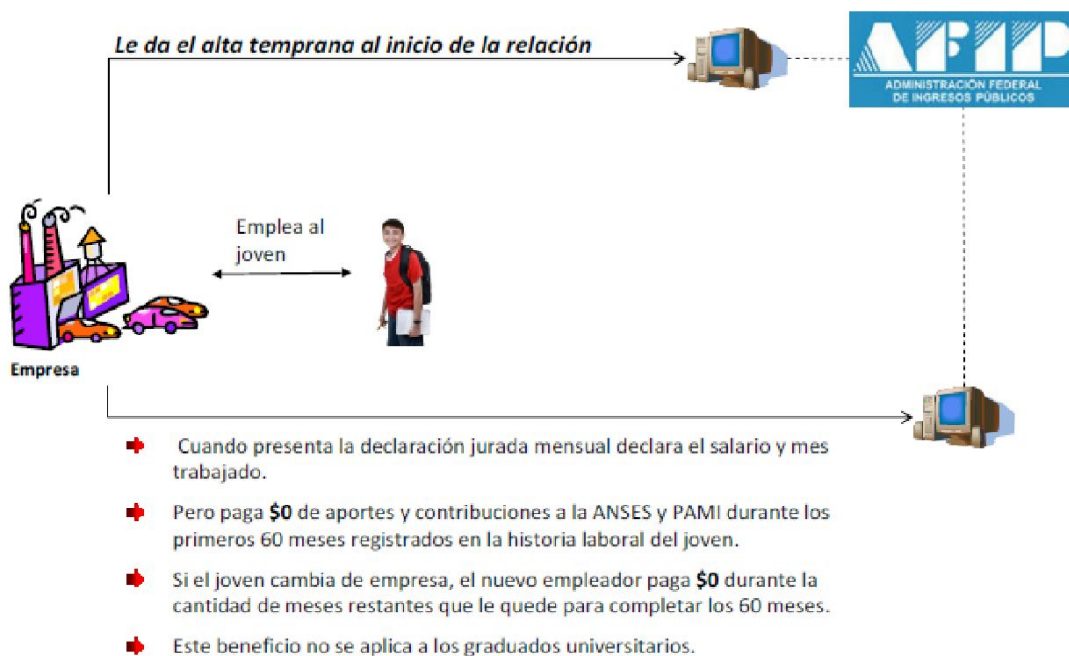 Le da el alta temprana al inicio de la relación
AFIP
ADMINISTRACIÓN FEDERAL
DE INGRESOS PÚBLICOS
Emplea al
joven
Empresa
Cuando presenta la declaración jurada mensual declara el salario y mes
trabajado.
Pero paga $0 de aportes y contribuciones a la ANSES y PAMI durante los
primeros 60 meses registrados en la historia laboral del joven.
Si el joven cambia de empresa, el nuevo empleador paga $0 durante la
cantidad de meses restantes que le quede para completar los 60 meses.
Este beneficio no se aplica a los graduados universitarios.